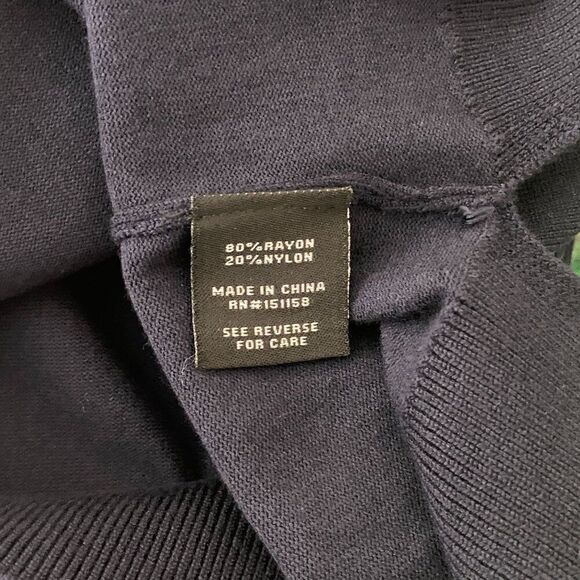 80%RAYON
20%NYLON
MADE IN CHINA
RN#151158
SEE REVERSE
FOR CARE